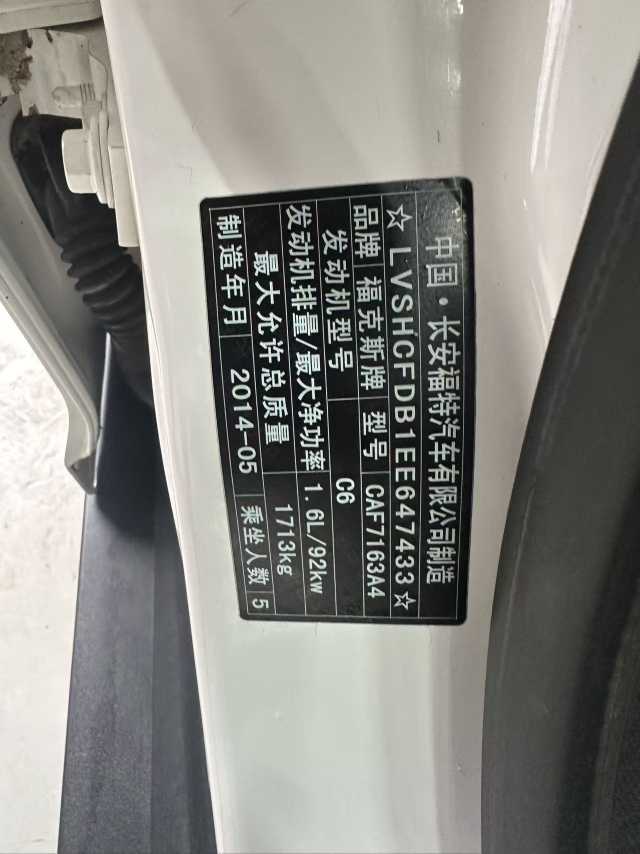 中国·长安福特汽车有限公司制造
☆LVSHCFDB1EE647433☆
品牌 福克斯牌 型号 CAF7163A4
发动机型号 C6
发动机排量/最大净功率 1.6L/92kw
最大允许总质量 1713kg
制造年月 2014-05 乘坐人数 5